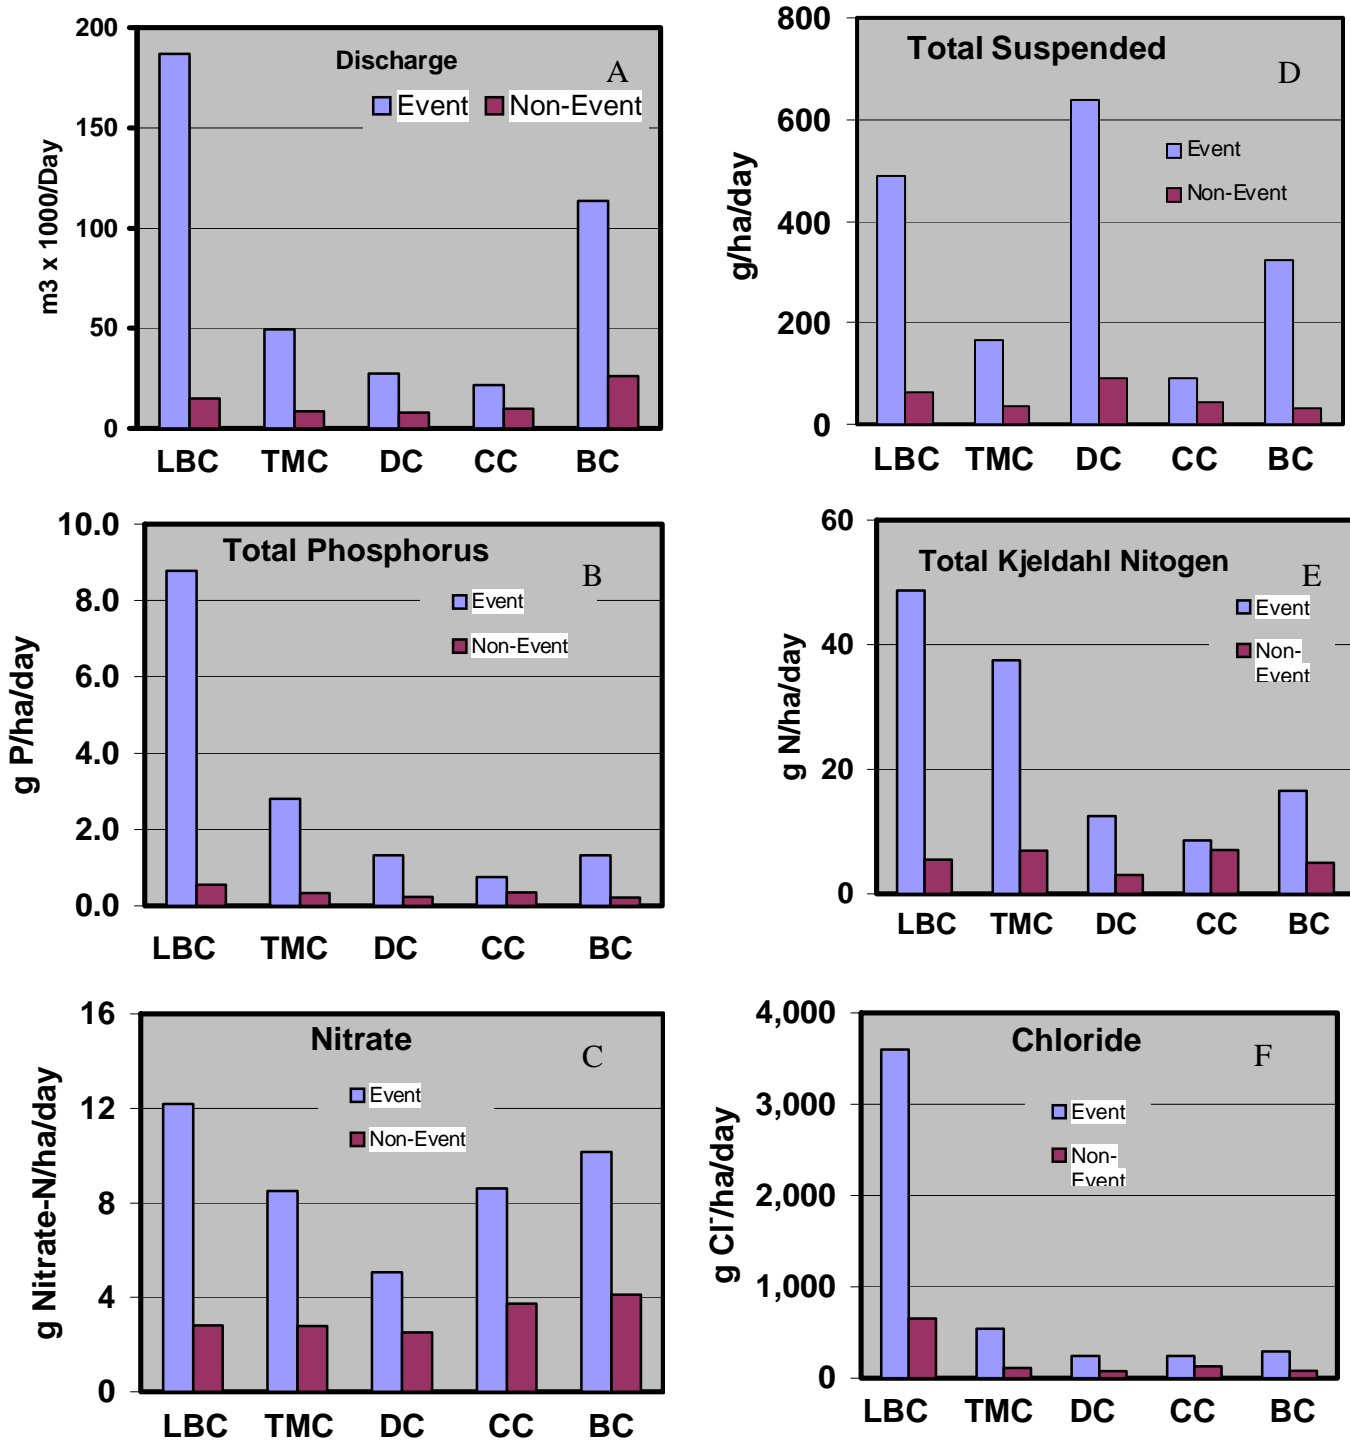 Discharge
A
Event Non-Event
m3 x 1000/Day
200
150
100
50
0
LBC TMC DC CC BC
Total Suspended
D
Event
Non-Event
g/ha/day
800
600
400
200
0
LBC TMC DC CC BC
Total Phosphorus
B
Event
Non-Event
g P/ha/day
10.0
8.0
6.0
4.0
2.0
0.0
LBC TMC DC CC BC
Total Kjeldahl Nitogen
E
Event
Non-
Event
g N/ha/day
60
40
20
0
LBC TMC DC CC BC
Nitrate
C
Event
Non-Event
g Nitrate-N/ha/day
16
12
8
4
0
LBC TMC DC CC BC
Chloride
F
Event
Non-
Event
g Cl⁻/ha/day
4,000
3,000
2,000
1,000
0
LBC TMC DC CC BC